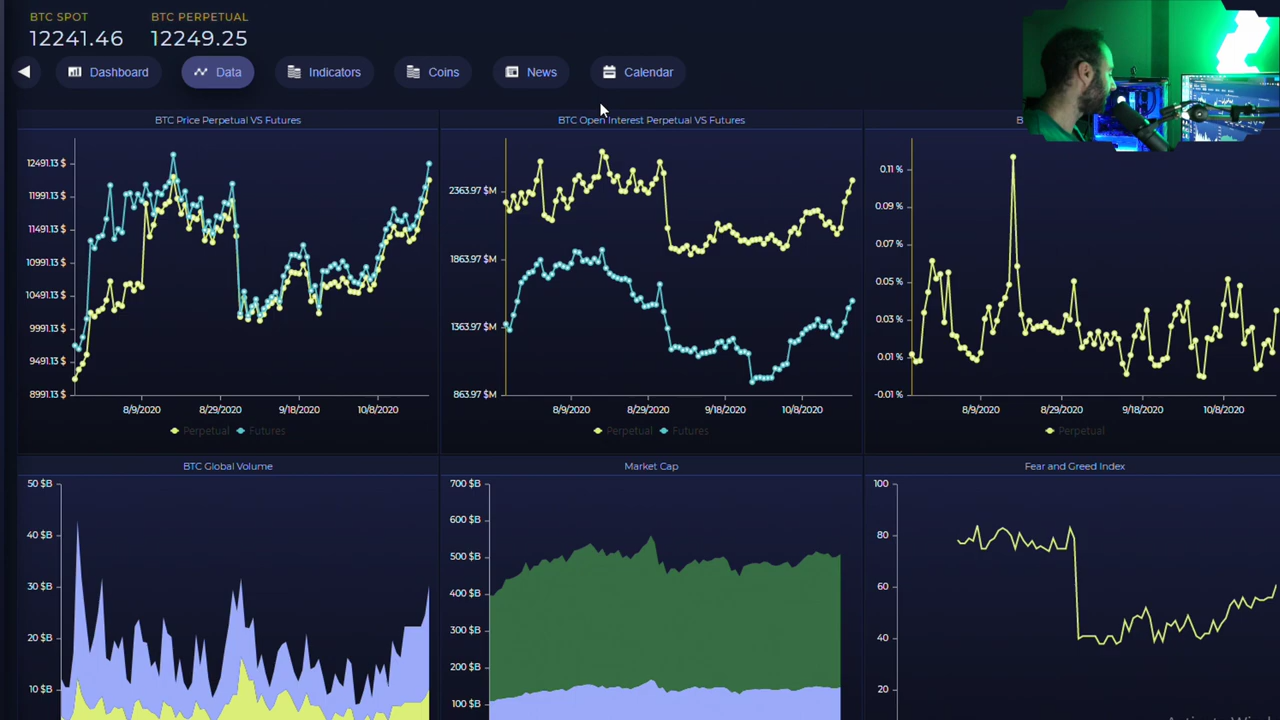 BTC SPOT
BTC PERPETUAL
12241.46
12249.25
Dashboard
Data
Indicators
Coins
News
Calendar
BTC Price Perpetual VS Futures
12491.13 $
11991.13 $
11491.13 $
10991.13 $
10491.13 $
9991.13 $
9491.13 $
8991.13 $
8/9/2020
8/29/2020
9/18/2020
10/8/2020
Perpetual
Futures
BTC Open Interest Perpetual VS Futures
2363.97 $M
1863.97 $M
1363.97 $M
863.97 $M
8/9/2020
8/29/2020
9/18/2020
10/8/2020
Perpetual
Futures
0.11 %
0.09 %
0.07 %
0.05 %
0.03 %
0.01 %
-0.01 %
8/9/2020
8/29/2020
9/18/2020
10/8/2020
Perpetual
BTC Global Volume
50 $B
40 $B
30 $B
20 $B
10 $B
Market Cap
700 $B
600 $B
500 $B
400 $B
300 $B
200 $B
100 $B
Fear and Greed Index
100
80
60
40
20